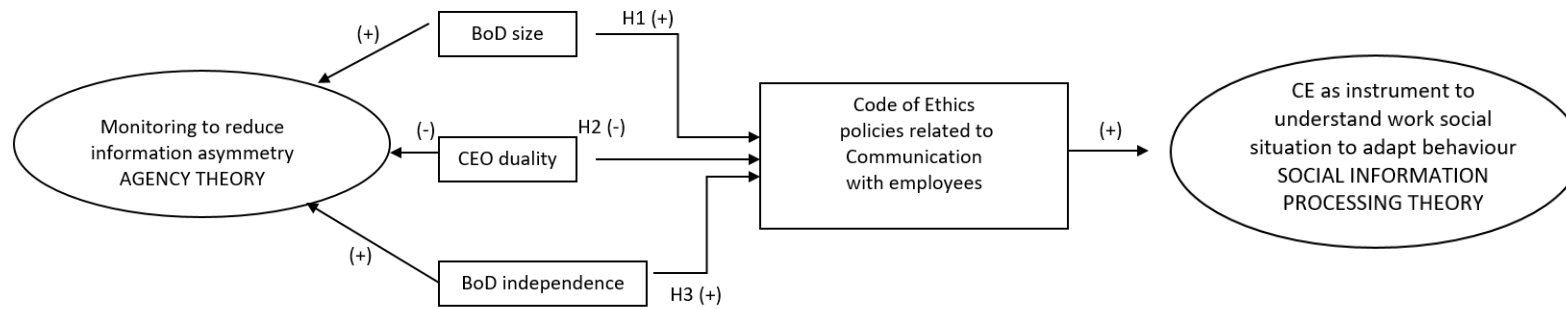 (+)
BoD size
H1 (+)
Monitoring to reduce
information asymmetry
AGENCY THEORY
(-)
CEO duality
H2 (-)
(+)
BoD independence
H3 (+)
Code of Ethics
policies related to
Communication
with employees
(+)
CE as instrument to
understand work social
situation to adapt behaviour
SOCIAL INFORMATION
PROCESSING THEORY